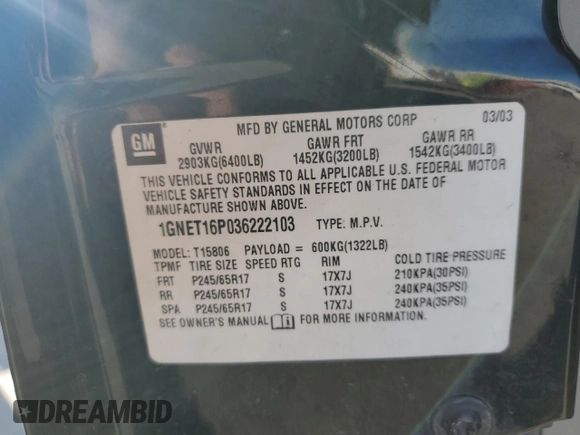 GM
MFD BY GENERAL MOTORS CORP 03/03
GVWR GAWR FRT GAWR RR
2903KG(6400LB) 1452KG(3200LB) 1542KG(3400LB)
THIS VEHICLE CONFORMS TO ALL APPLICABLE U.S. FEDERAL MOTOR
VEHICLE SAFETY STANDARDS IN EFFECT ON THE DATE OF
MANUFACTURE SHOWN ABOVE.
1GNET16P036222103 TYPE: M.P.V.
MODEL: T15806 PAYLOAD = 600KG(1322LB)
TPMF TIRE SIZE SPEED RTG RIM COLD TIRE PRESSURE
FRT P245/65R17 S 17X7J 210KPA(30PSI)
RR P245/65R17 S 17X7J 240KPA(35PSI)
SPA P245/65R17 S 17X7J 240KPA(35PSI)
SEE OWNER'S MANUAL FOR MORE INFORMATION.
DREAMBID